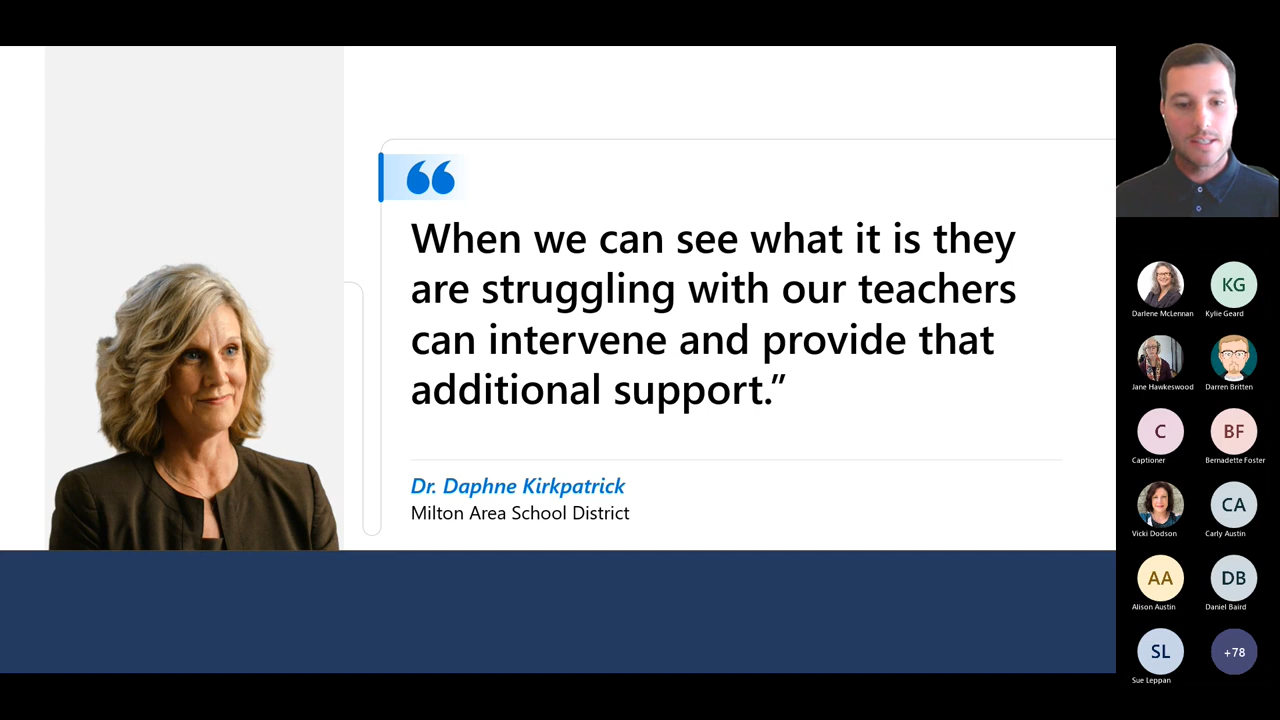 “
When we can see what it is they
are struggling with our teachers
can intervene and provide that
additional support.”
Dr. Daphne Kirkpatrick
Milton Area School District
Darlene McLennan
KG
Kylie Geard
Jane Hawkeswood
Darren Britten
C
Captioner
BF
Bernadette Foster
Vicki Dodson
CA
Carly Austin
AA
Alison Austin
DB
Daniel Baird
SL
Sue Leppan
+78